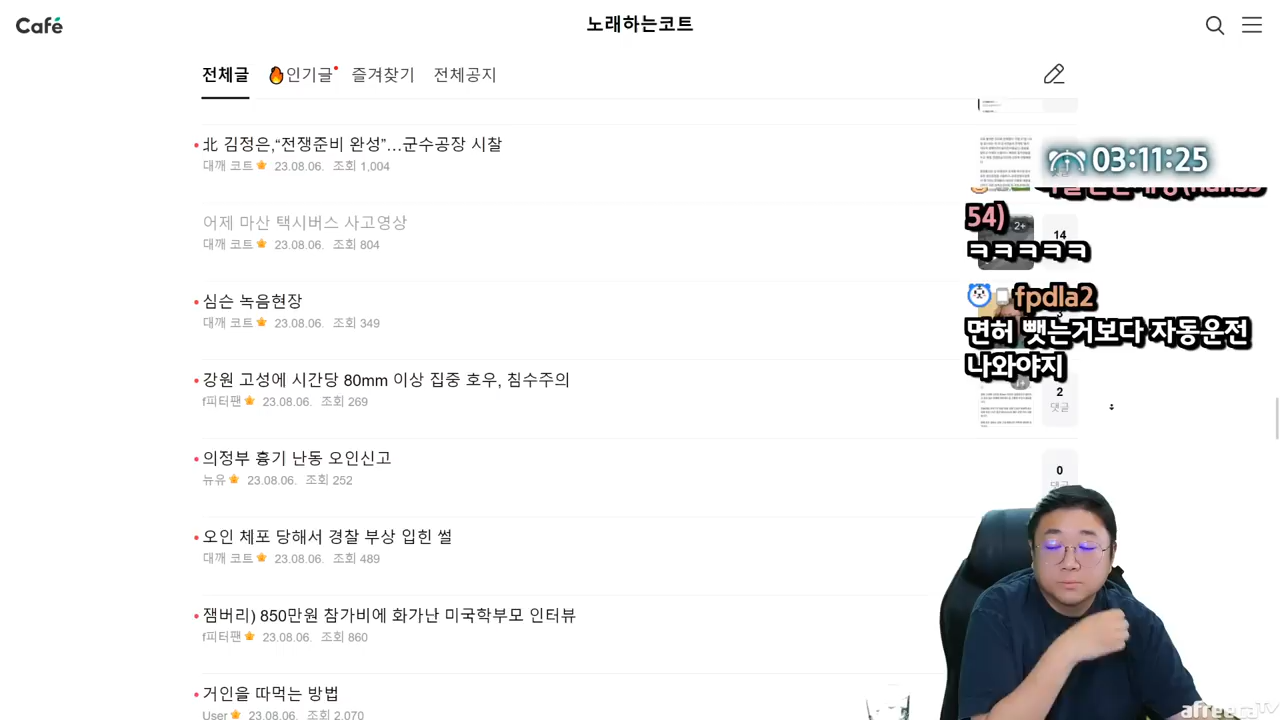 Café
노래하는코트
전체글
🔥인기글
즐겨찾기
전체공지
북 김정은,“전쟁준비 완성”…군수공장 시찰
대깨 코트 23.08.06. 조회 1,004
03:11:25
54)
어제 마산 택시버스 사고영상
대깨 코트 23.08.06. 조회 804
2+
14
ㅋㅋㅋㅋㅋ
심슨 녹음현장
대깨 코트 23.08.06. 조회 349
fpdla2
면허 뺏는거보다 자동운전
나와야지
강원 고성에 시간당 80mm 이상 집중 호우, 침수주의
f피터팬 23.08.06. 조회 289
2
댓글
의정부 흉기 난동 오인신고
뉴유 23.08.06. 조회 252
0
댓글
오인 체포 당해서 경찰 부상 입힌 썰
대깨 코트 23.08.06. 조회 489
잼버리) 850만원 참가비에 화가난 미국학부모 인터뷰
f피터팬 23.08.06. 조회 860
거인을 따먹는 방법
User 23.08.06. 조회 2,070
afreecaTV